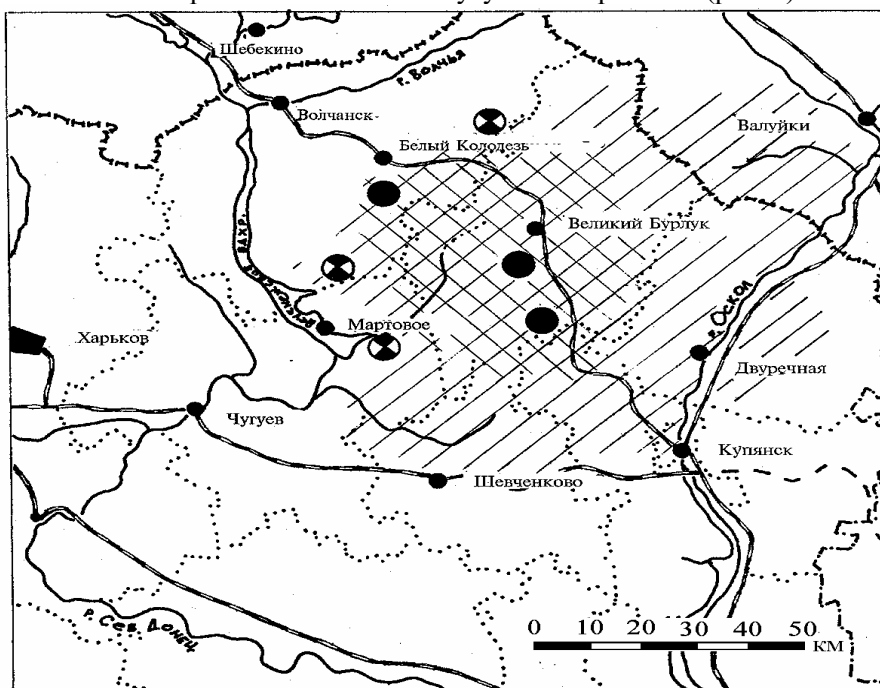 Шебекино
р. Волчья
Волчанск
Валуйки
Белый Колодезь
Великий Бурлук
р. Оскол
Мартовое
Харьков
Двуречная
Чугуев
Купянск
Шевченково
р. Сев. Донец
0 10 20 30 40 50
км